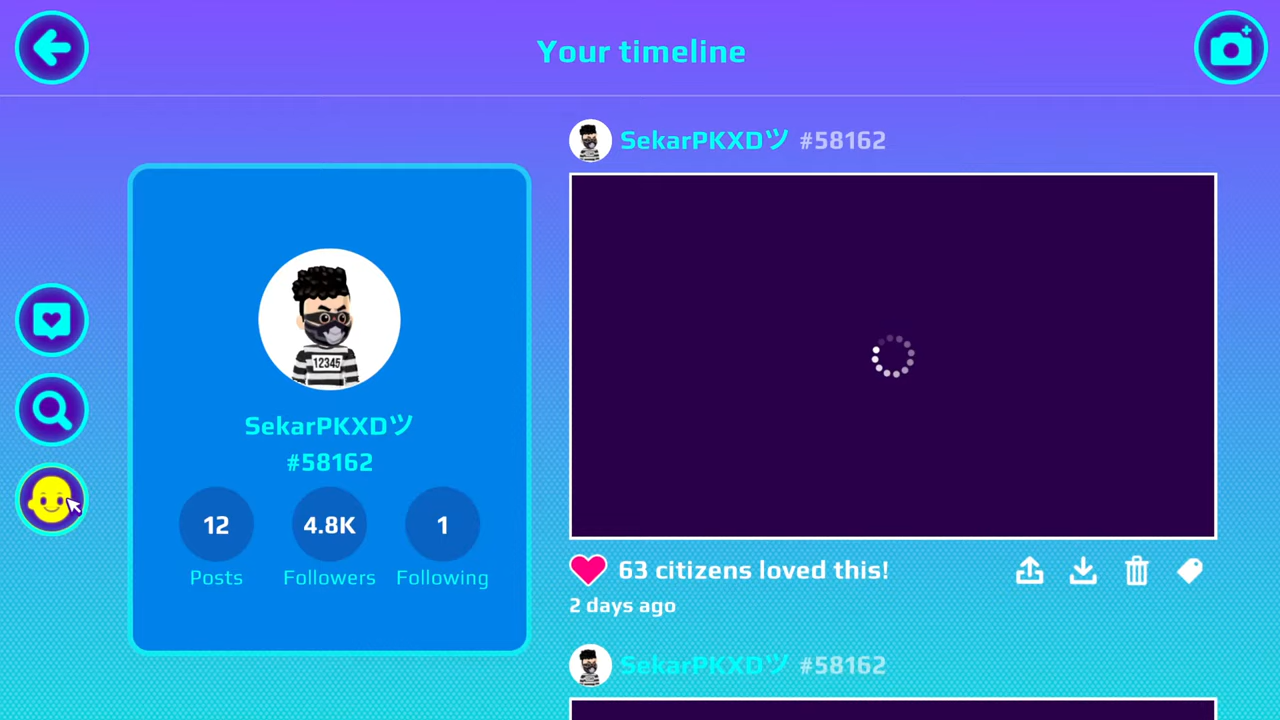 Your timeline
SekarPKXDツ #58162
12345
SekarPKXDツ
#58162
12
4.8K
1
Posts
Followers
Following
63 citizens loved this!
2 days ago
SekarPKXDツ #58162